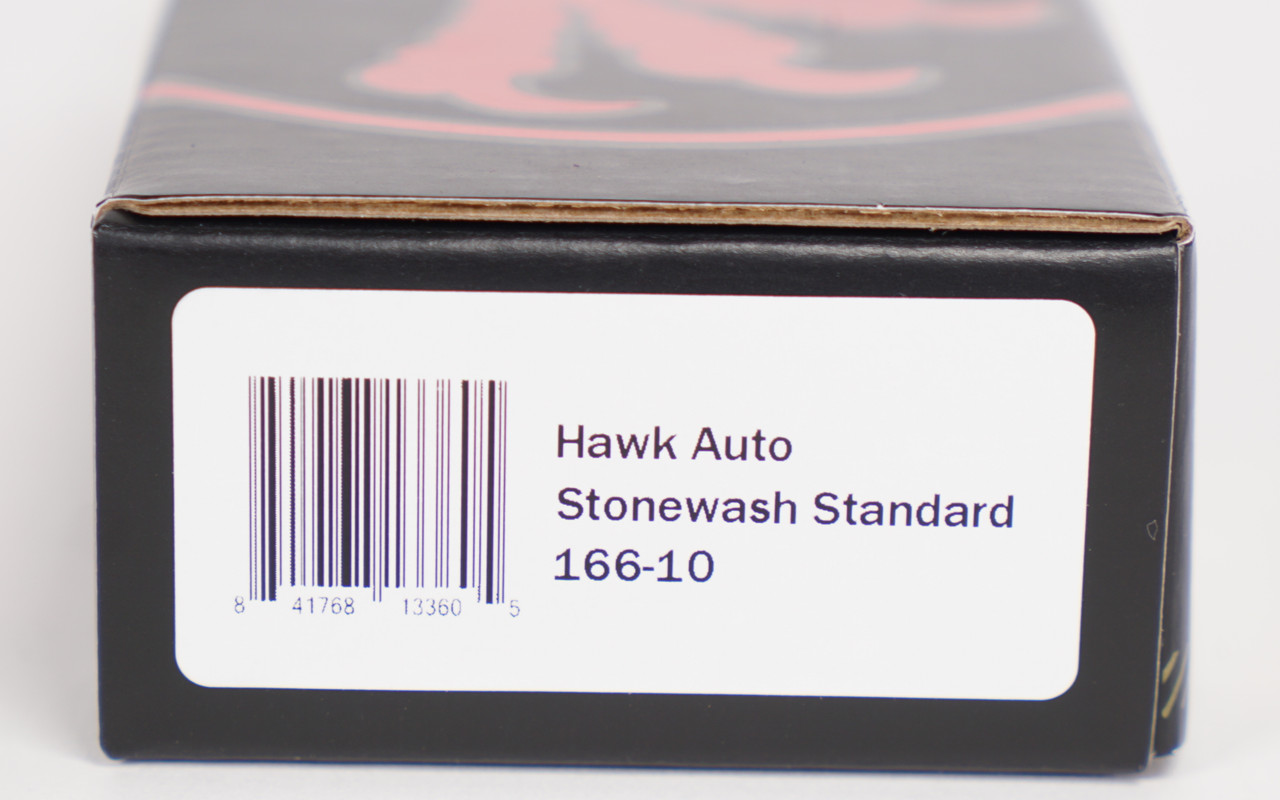 Hawk Auto
Stonewash Standard
166-10
8 41768 13360 5